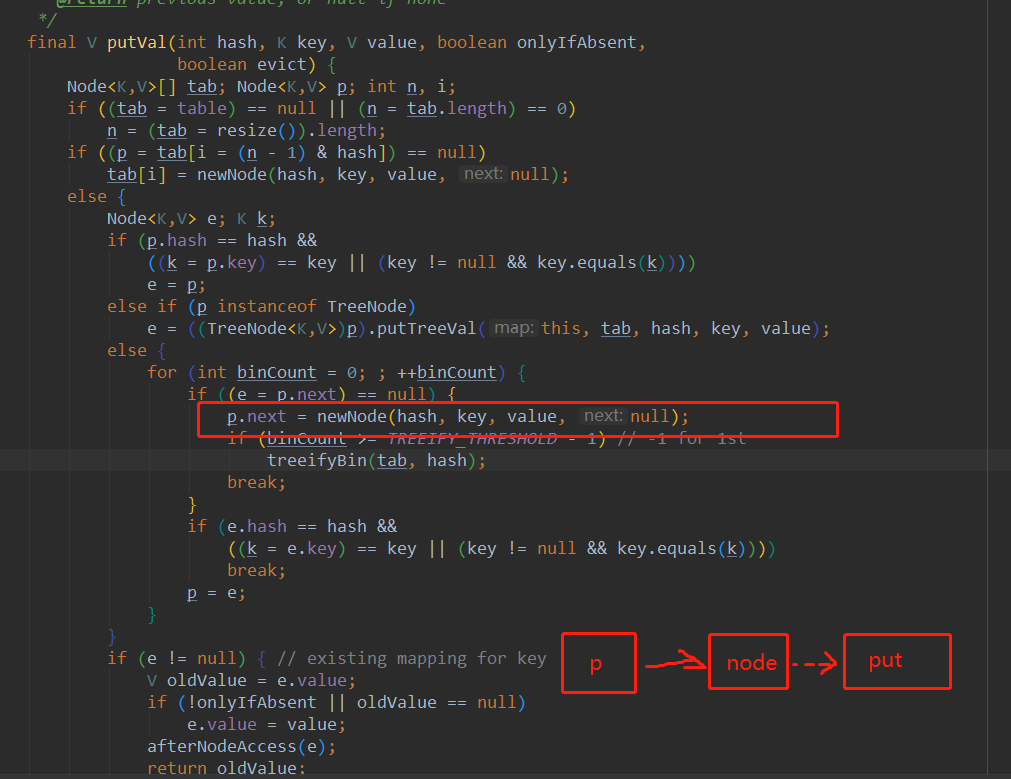 @return previous value, or null if none
*/
final V putVal(int hash, K key, V value, boolean onlyIfAbsent,
boolean evict) {
Node<K,V>[] tab; Node<K,V> p; int n, i;
if ((tab = table) == null || (n = tab.length) == 0)
n = (tab = resize()).length;
if ((p = tab[i = (n - 1) & hash]) == null)
tab[i] = newNode(hash, key, value, next: null);
else {
Node<K,V> e; K k;
if (p.hash == hash &&
((k = p.key) == key || (key != null && key.equals(k))))
e = p;
else if (p instanceof TreeNode)
e = ((TreeNode<K,V>)p).putTreeVal( map: this, tab, hash, key, value);
else {
for (int binCount = 0; ; ++binCount) {
if ((e = p.next) == null) {
p.next = newNode(hash, key, value, next: null);
if (binCount >= TREEIFY_THRESHOLD - 1) // -1 for 1st
treeifyBin(tab, hash);
break;
}
if (e.hash == hash &&
((k = e.key) == key || (key != null && key.equals(k))))
break;
p = e;
}
}
if (e != null) { // existing mapping for key
V oldValue = e.value;
if (!onlyIfAbsent || oldValue == null)
e.value = value;
afterNodeAccess(e);
return oldValue;
p node put